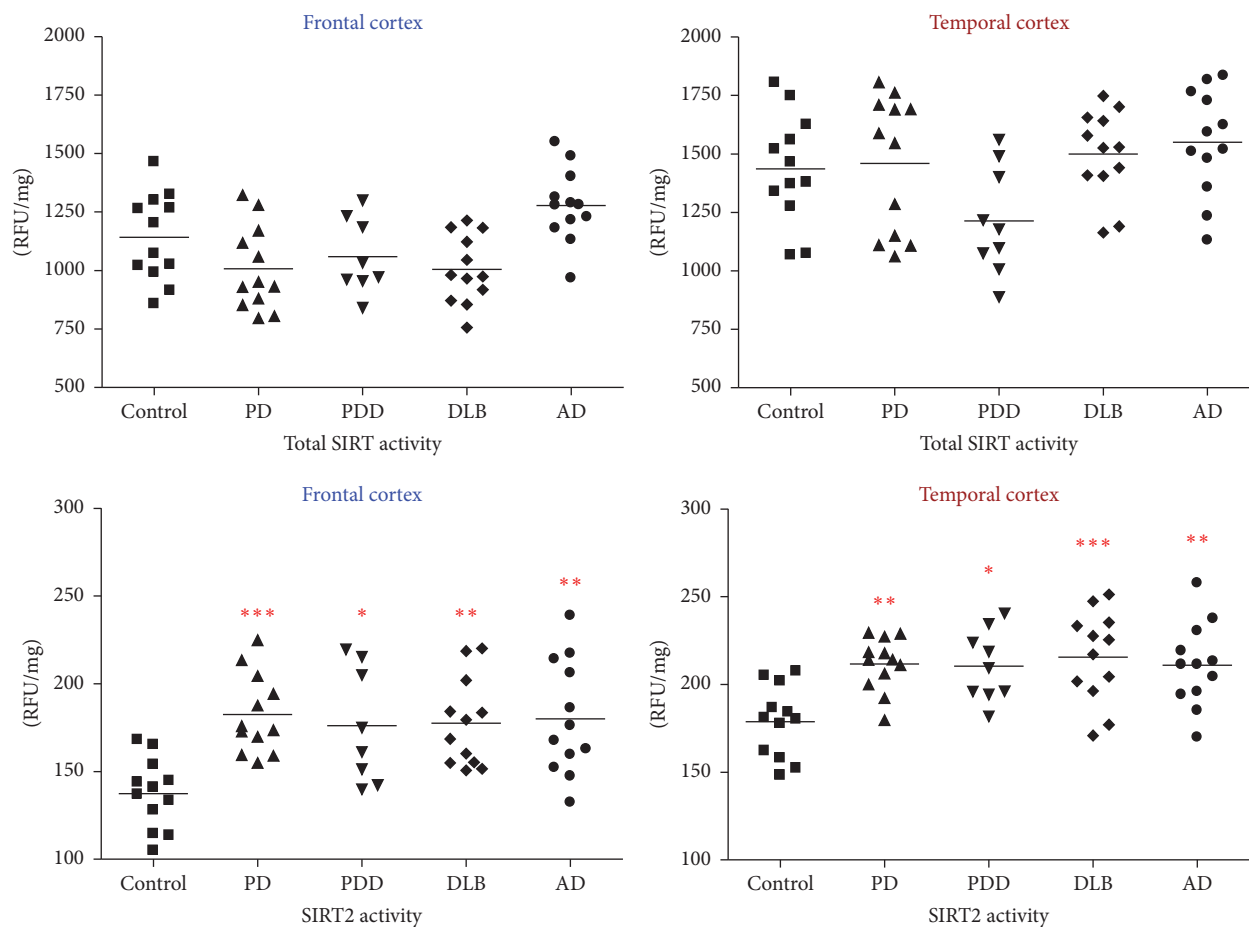 Frontal cortex
2000
1750
1500
1250
1000
750
500
(RFU/mg)
Control PD PDD DLB AD
Total SIRT activity
Temporal cortex
2000
1750
1500
1250
1000
750
500
(RFU/mg)
Control PD PDD DLB AD
Total SIRT activity
Frontal cortex
300
250
200
150
100
(RFU/mg)
*** * ** **
Control PD PDD DLB AD
SIRT2 activity
Temporal cortex
300
250
200
150
100
(RFU/mg)
** * *** **
Control PD PDD DLB AD
SIRT2 activity